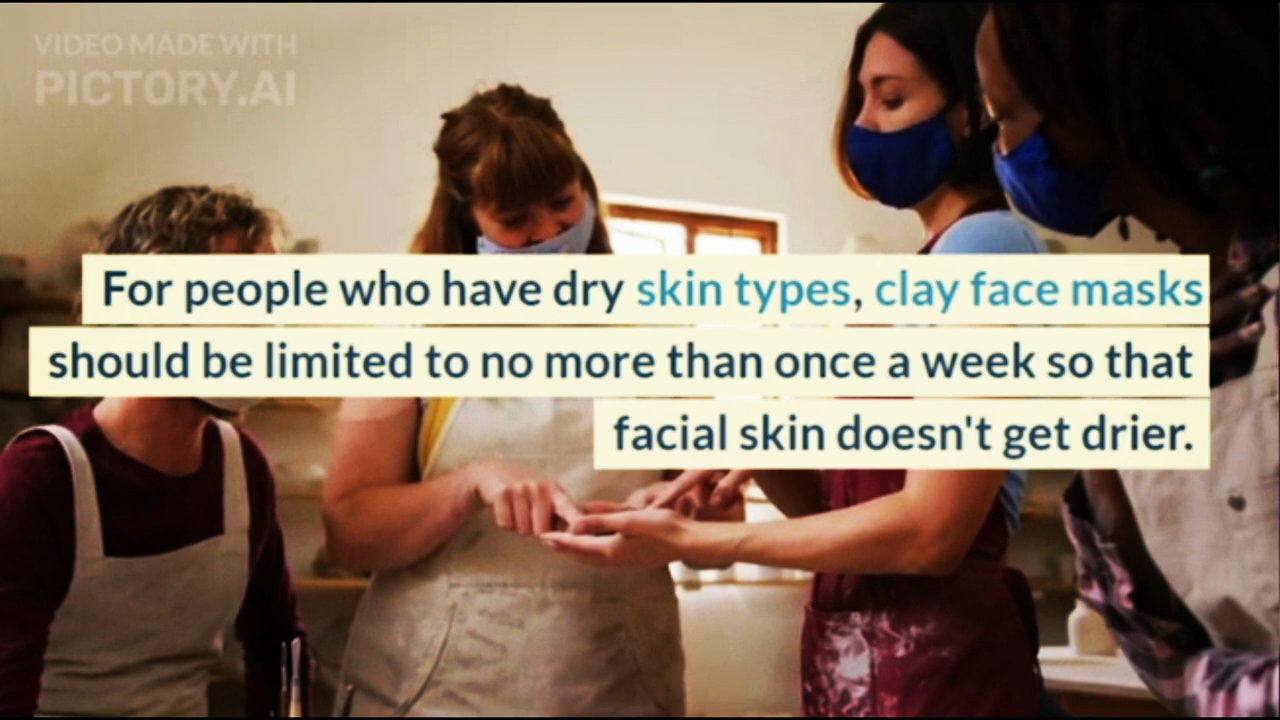 VIDEO MADE WITH
PICTORY.AI
For people who have dry skin types, clay face masks
should be limited to no more than once a week so that
facial skin doesn't get drier.